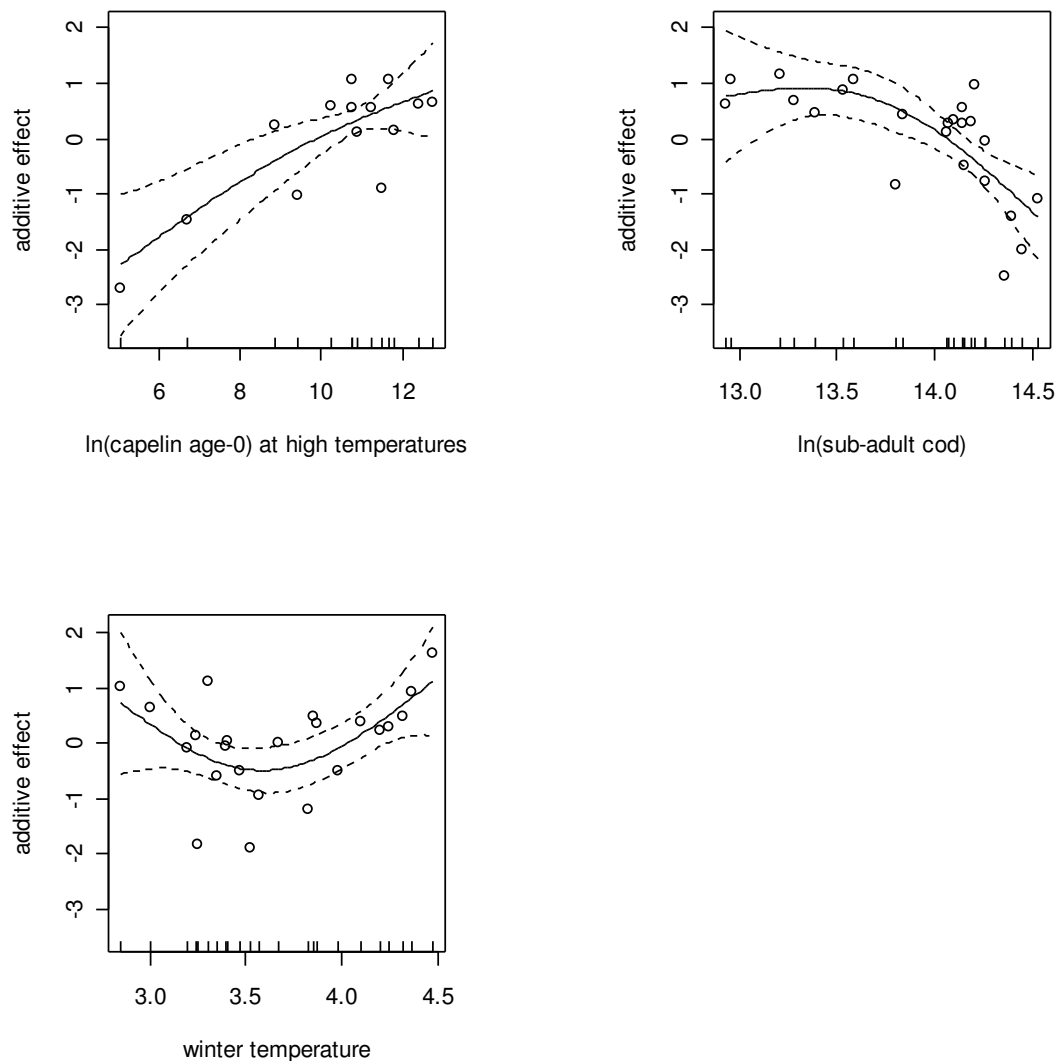 2
1
0
-1
-2
-3
additive effect
6 8 10 12
ln(capelin age-0) at high temperatures
2
1
0
-1
-2
-3
additive effect
13.0 13.5 14.0 14.5
ln(sub-adult cod)
2
1
0
-1
-2
-3
additive effect
3.0 3.5 4.0 4.5
winter temperature